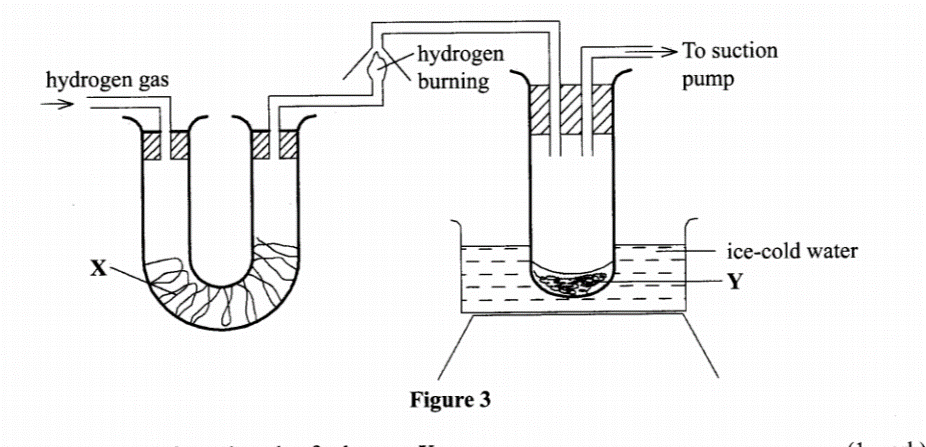 hydrogen gas
hydrogen
burning
To suction
pump
X
ice-cold water
Y
Figure 3